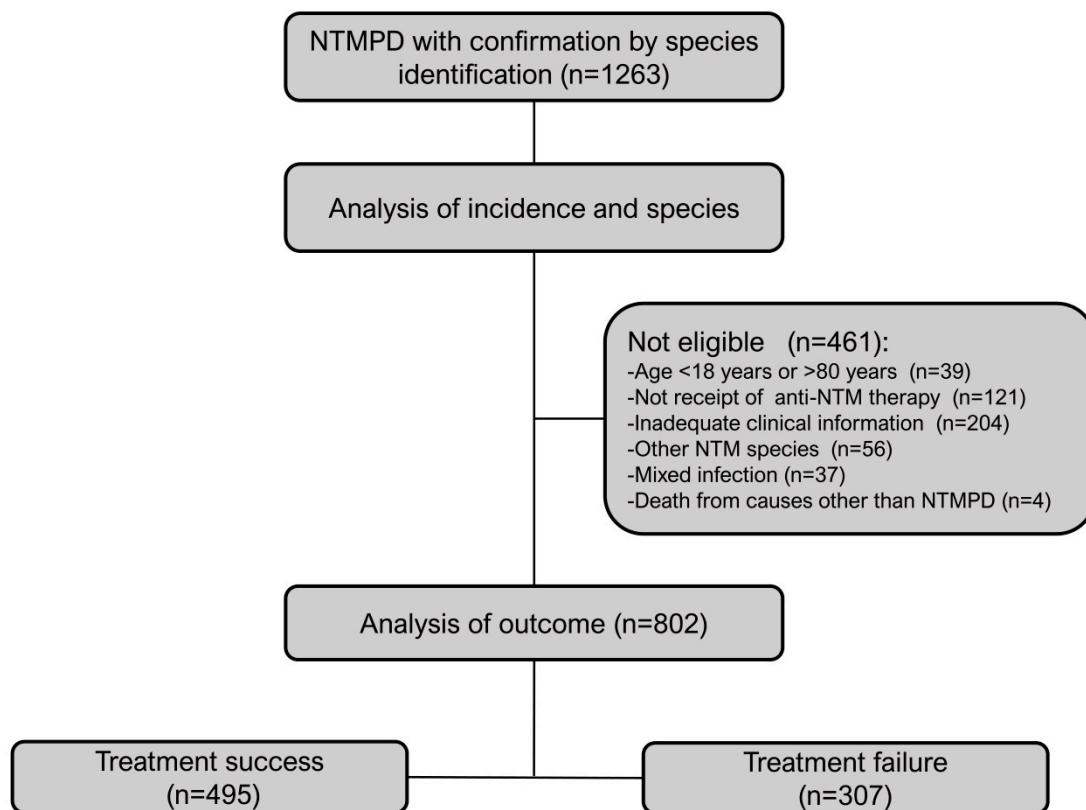 NTMPD with confirmation by species
identification (n=1263)
Analysis of incidence and species
Not eligible (n=461):
-Age <18 years or >80 years (n=39)
-Not receipt of anti-NTM therapy (n=121)
-Inadequate clinical information (n=204)
-Other NTM species (n=56)
-Mixed infection (n=37)
-Death from causes other than NTMPD (n=4)
Analysis of outcome (n=802)
Treatment success
(n=495)
Treatment failure
(n=307)